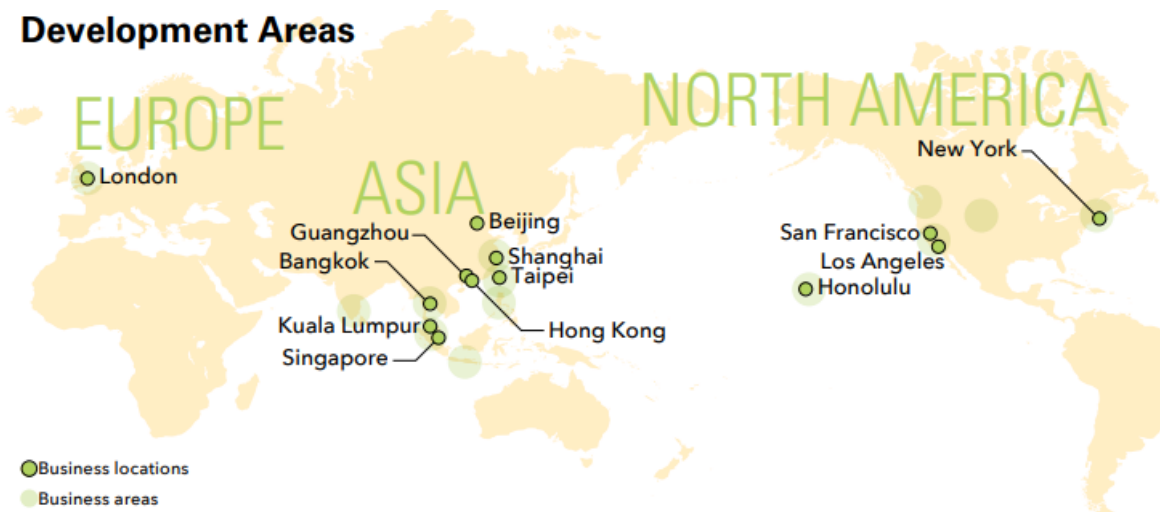 Development Areas
EUROPE
NORTH AMERICA
ASIA
New York
London
Beijing
Guangzhou
San Francisco
Shanghai
Bangkok
Los Angeles
Taipei
Honolulu
Kuala Lumpur
Hong Kong
Singapore
Business locations
Business areas